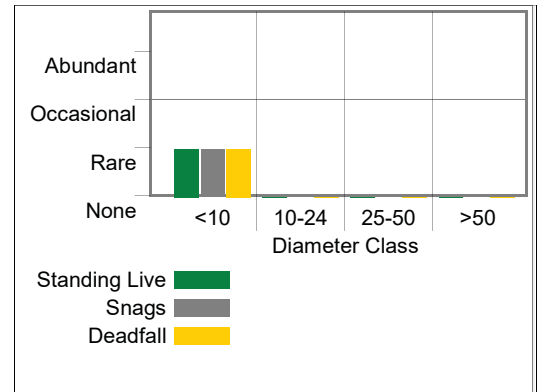 Abundant
Occasional
Rare
None
<10 10-24 25-50 >50
Diameter Class
Standing Live
Snags
Deadfall